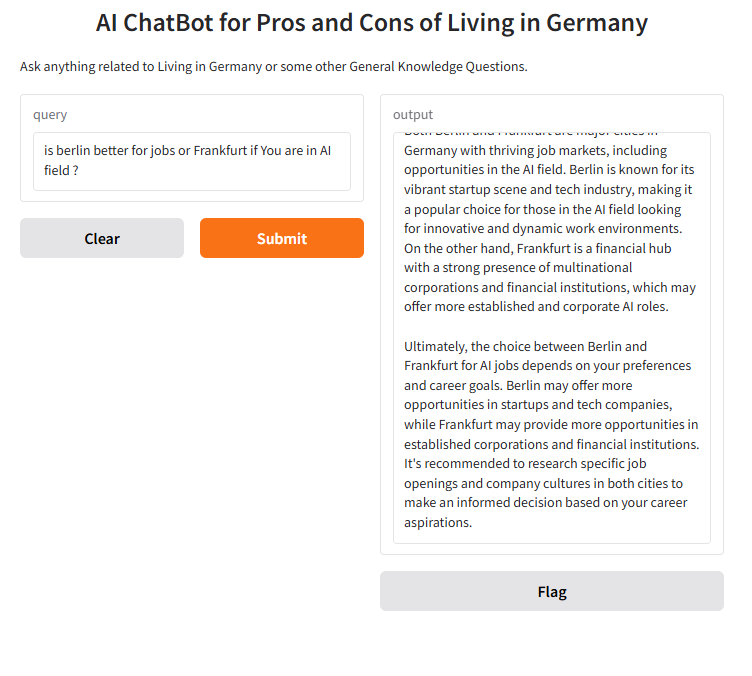 AI ChatBot for Pros and Cons of Living in Germany
Ask anything related to Living in Germany or some other General Knowledge Questions.
query
is berlin better for jobs or Frankfurt if You are in AI
field ?
Clear
Submit
output
Both Berlin and Frankfurt are major cities in
Germany with thriving job markets, including
opportunities in the AI field. Berlin is known for its
vibrant startup scene and tech industry, making it
a popular choice for those in the AI field looking
for innovative and dynamic work environments.
On the other hand, Frankfurt is a financial hub
with a strong presence of multinational
corporations and financial institutions, which may
offer more established and corporate AI roles.
Ultimately, the choice between Berlin and
Frankfurt for AI jobs depends on your preferences
and career goals. Berlin may offer more
opportunities in startups and tech companies,
while Frankfurt may provide more opportunities in
established corporations and financial institutions.
It's recommended to research specific job
openings and company cultures in both cities to
make an informed decision based on your career
aspirations.
Flag